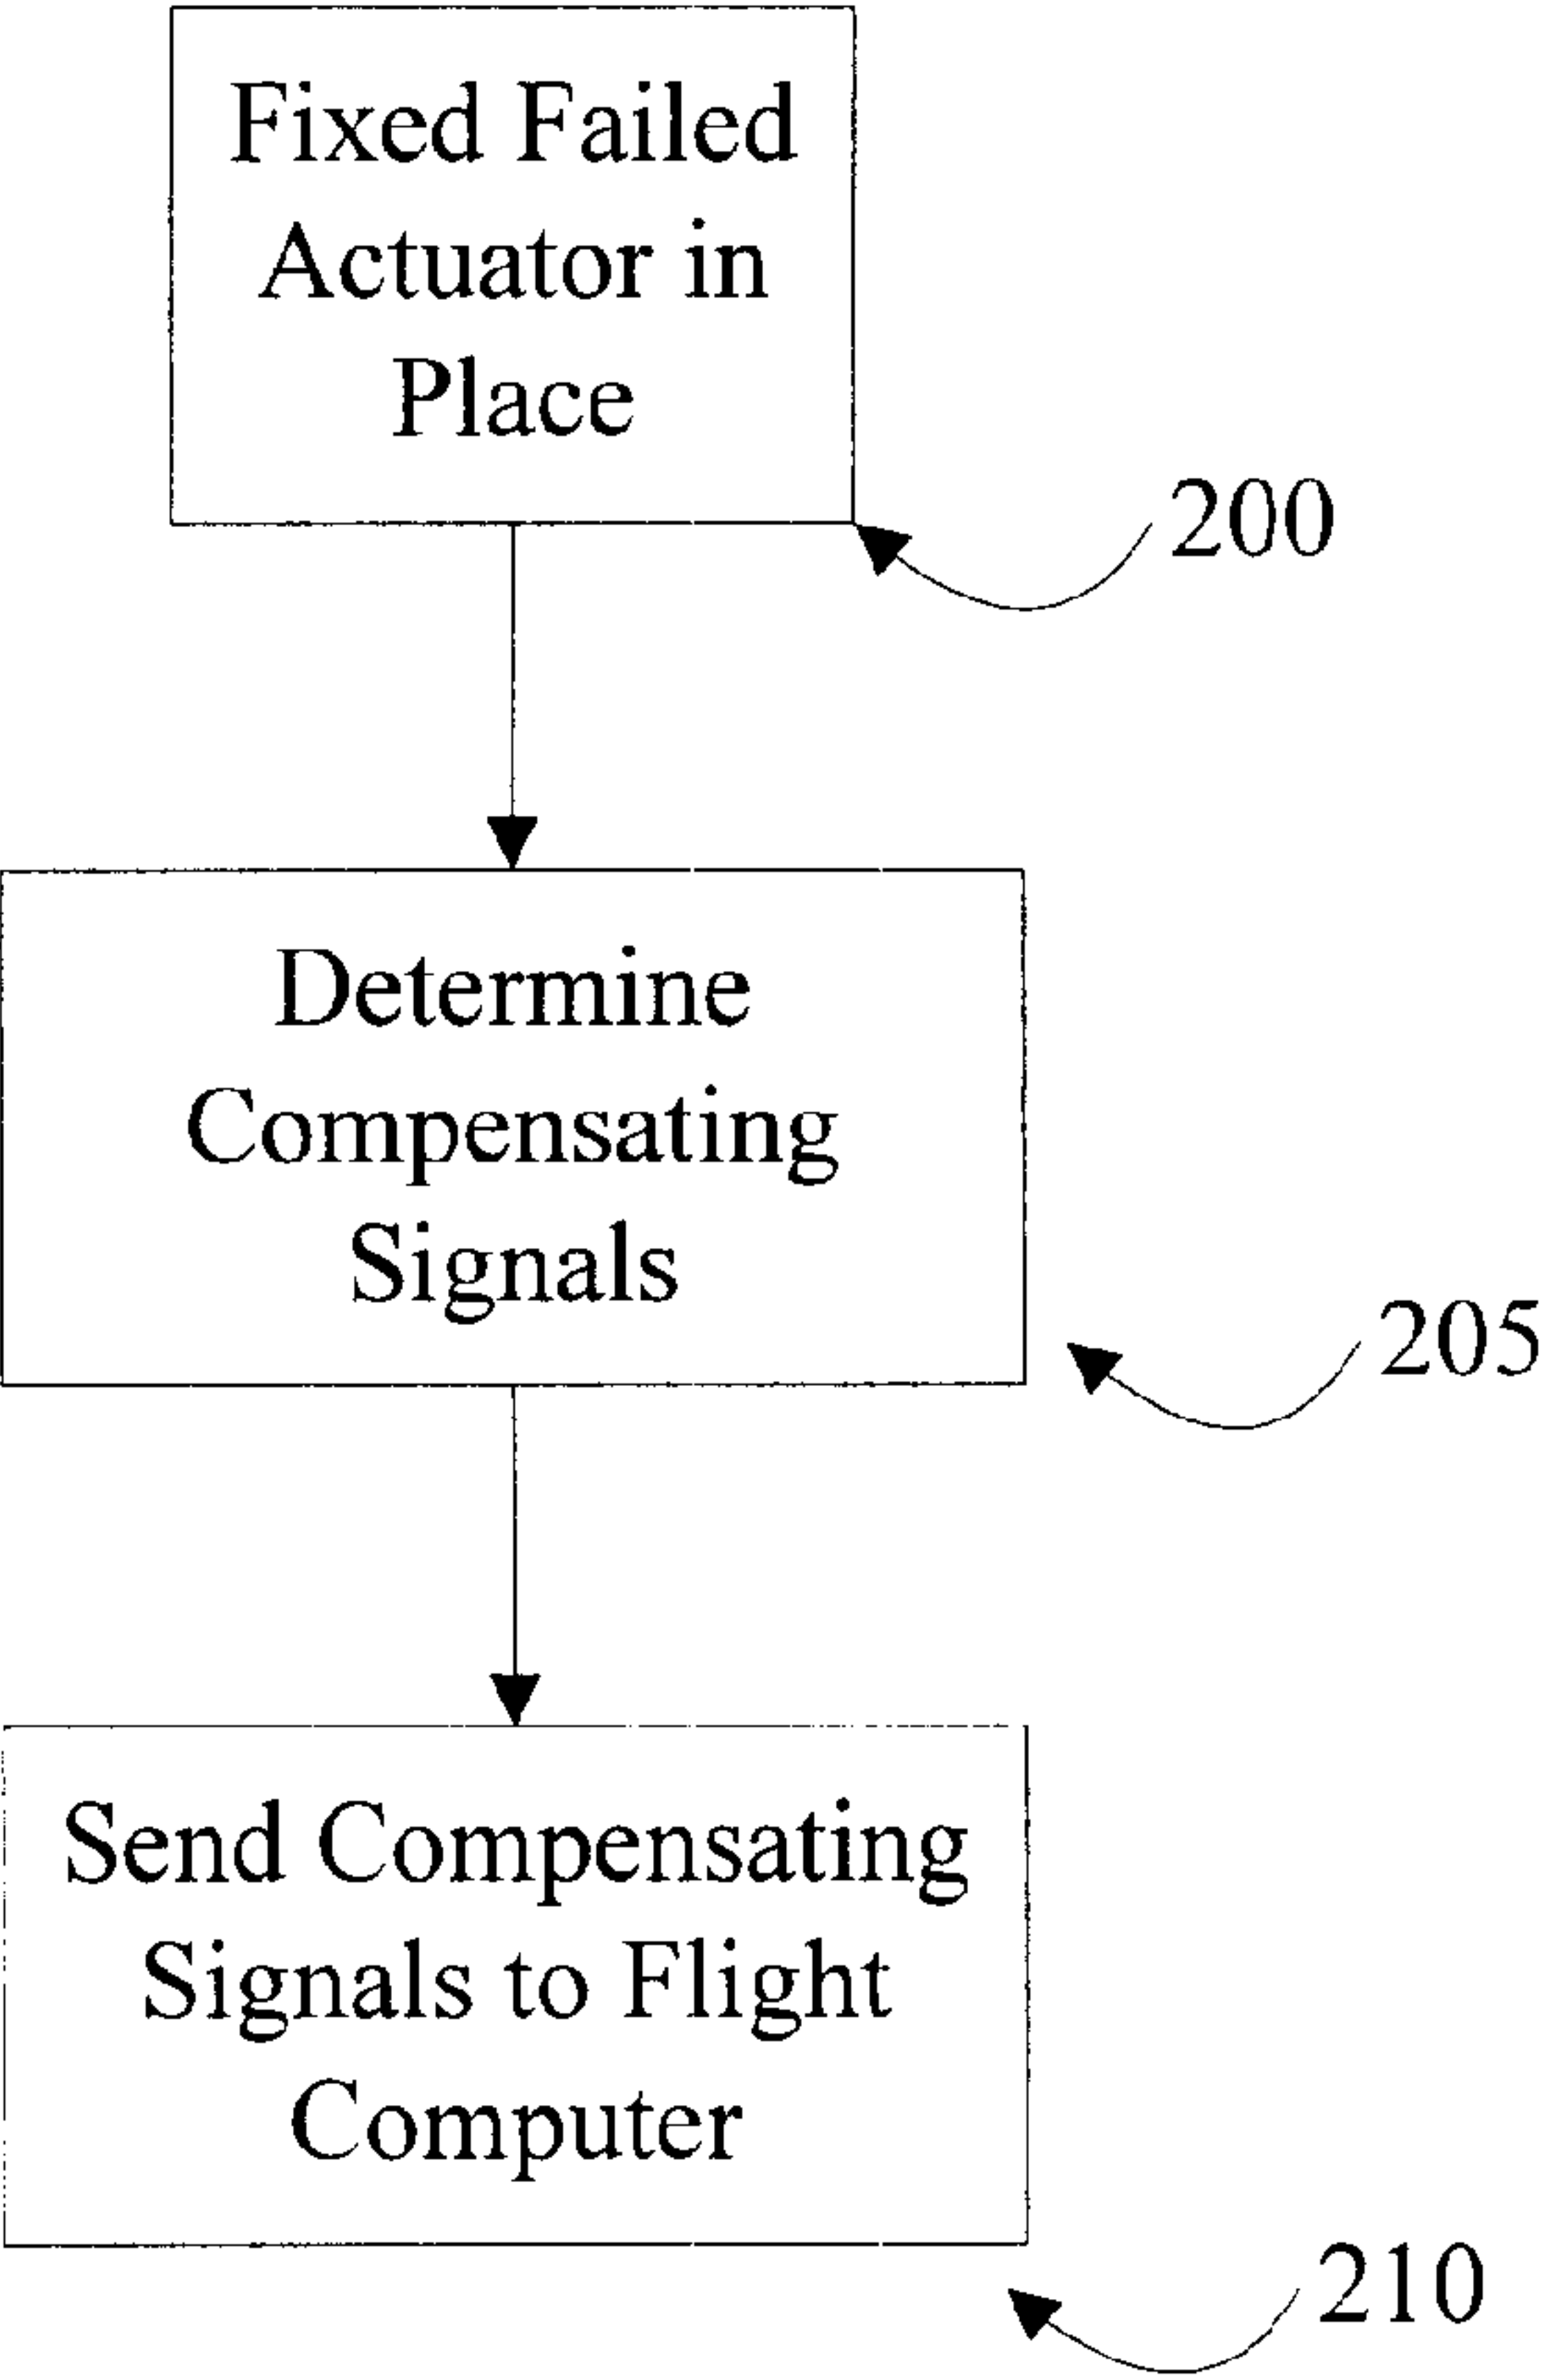 Fixed Failed
Actuator in
Place
200
Determine
Compensating
Signals
205
Send Compensating
Signals to Flight
Computer
210